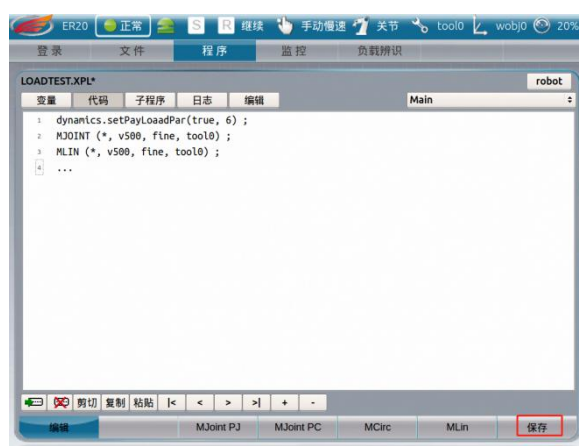 ER20 正常 S R 继续 手动慢速 关节 tool0 wobj0 20%
登录 文件 程序 监控 负载辨识
LOADTEST.XPL* robot
变量 代码 子程序 日志 编辑 Main
1 dynamics.setPayLoaadPar(true, 6) ;
2 MJOINT (*, v500, fine, tool0) ;
3 MLIN (*, v500, fine, tool0) ;
4 ...
剪切 复制 粘贴 |< < > >| + -
编辑 MJoint PJ MJoint PC MCirc MLin 保存